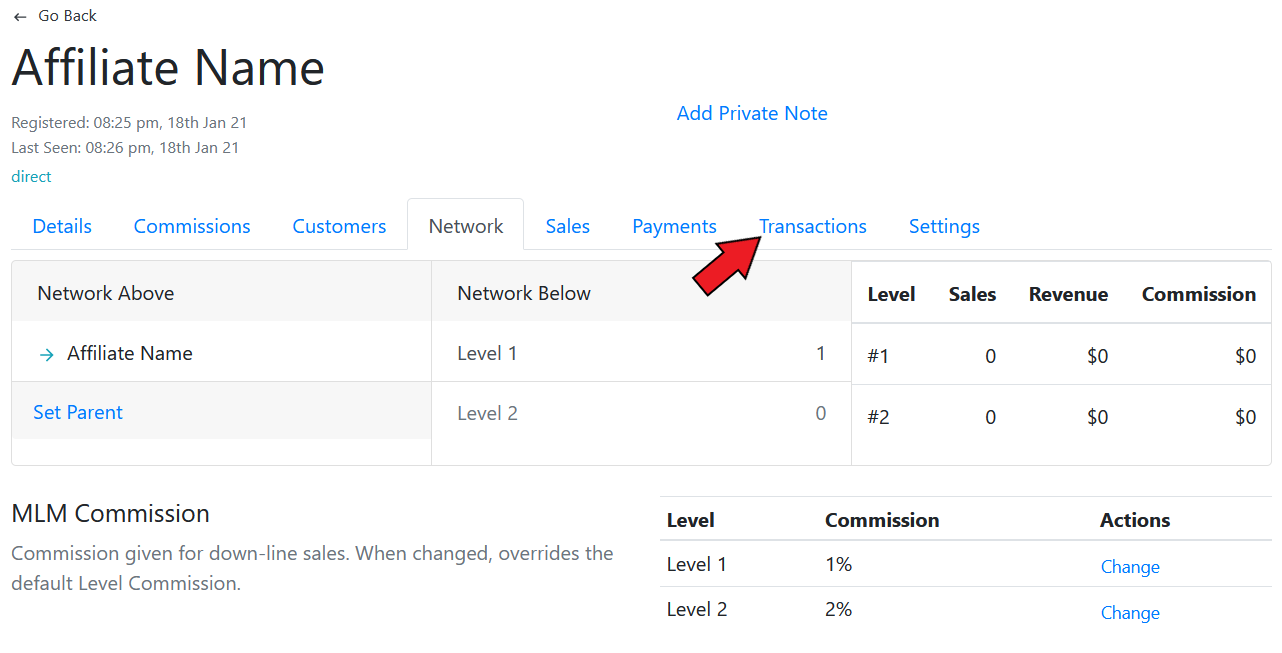 ← Go Back
Affiliate Name
Registered: 08:25 pm, 18th Jan 21
Last Seen: 08:26 pm, 18th Jan 21
direct
Add Private Note
Details Commissions Customers Network Sales Payments Transactions Settings
Network Above
→ Affiliate Name
Set Parent
Network Below
Level 1 1
Level 2 0
Level Sales Revenue Commission
#1 0 $0 $0
#2 0 $0 $0
MLM Commission
Commission given for down-line sales. When changed, overrides the
default Level Commission.
Level Commission Actions
Level 1 1% Change
Level 2 2% Change